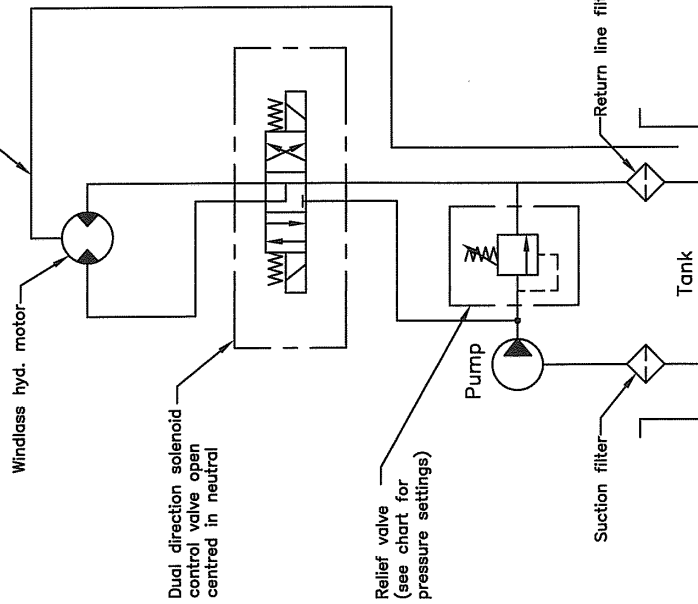 Windlass hyd. motor
Dual direction solenoid
control valve open
centred in neutral
Relief valve
(see chart for
pressure settings)
Pump
Suction filter
Return line
Tank